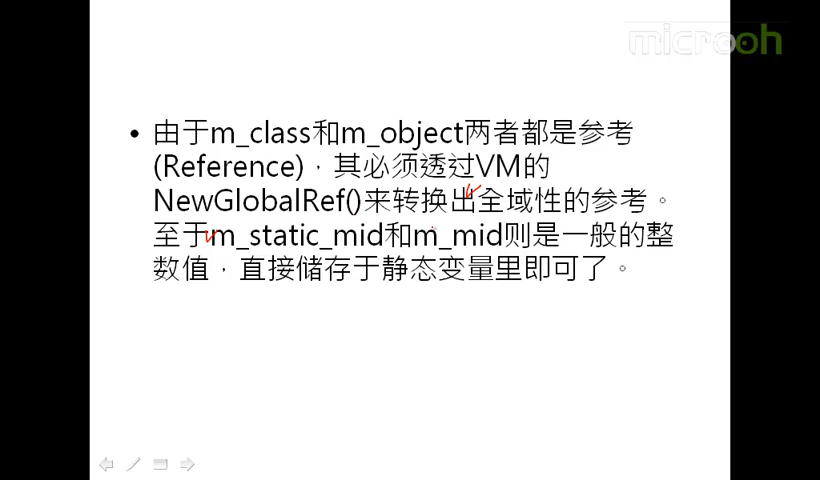 microoh
• 由于m_class和m_object两者都是参考
(Reference)，其必须透过VM的
NewGlobalRef()来转换出全域性的参考。
至于m_static_mid和m_mid则是一般的整
数值，直接储存于静态变量里即可了。